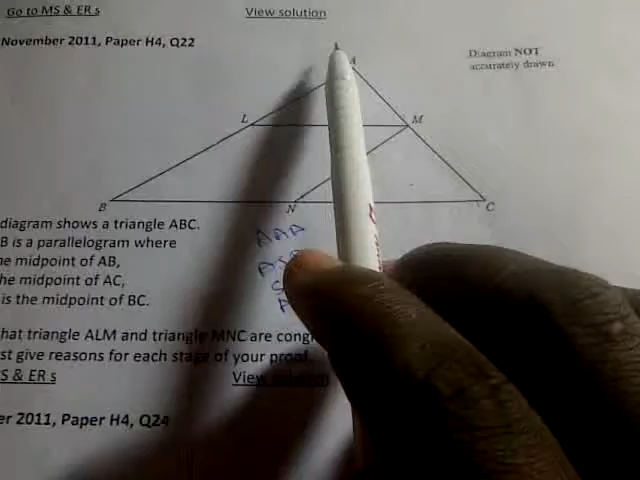 Go to MS & ER s
View solution
November 2011, Paper H4, Q22
Diagram NOT
accurately drawn
A
L
M
B
N
C
diagram shows a triangle ABC.
B is a parallelogram where
he midpoint of AB,
he midpoint of AC,
is the midpoint of BC.
AAA
hat triangle ALM and triangle MNC are congr
st give reasons for each stage of your proof.
S & ER s
View solution
er 2011, Paper H4, Q24